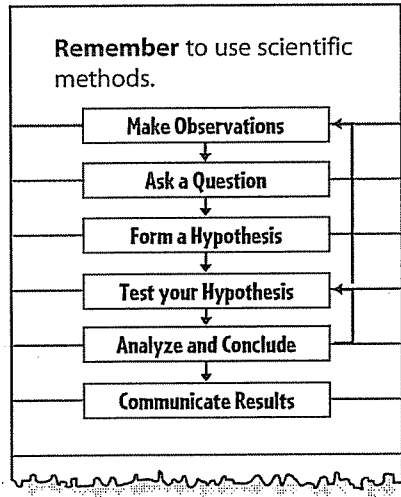 Remember to use scientific
methods.
Make Observations
Ask a Question
Form a Hypothesis
Test your Hypothesis
Analyze and Conclude
Communicate Results